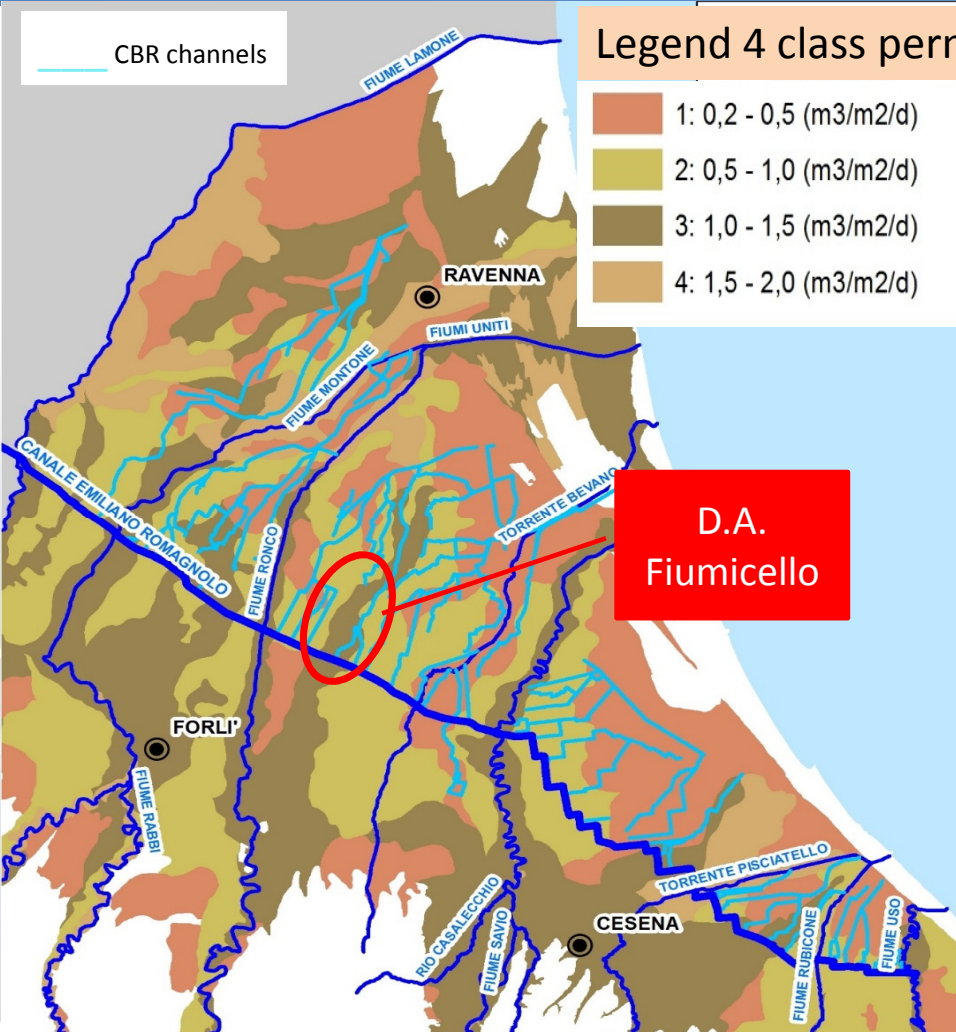 CBR channels
Legend 4 class perm
1: 0,2 - 0,5 (m3/m2/d)
2: 0,5 - 1,0 (m3/m2/d)
3: 1,0 - 1,5 (m3/m2/d)
4: 1,5 - 2,0 (m3/m2/d)
FIUME LAMONE
RAVENNA
FIUMI UNITI
FIUME MONTONE
CANALE EMILIANO ROMAGNOLO
FIUME RONCO
TORRENTE BEVANO
D.A.
Fiumicello
FORLI'
FIUME RABBI
TORRENTE PISCIATELLO
RIO CASALECCHIO
FIUME SAVIO
CESENA
FIUME RUBICONE
FIUME USO